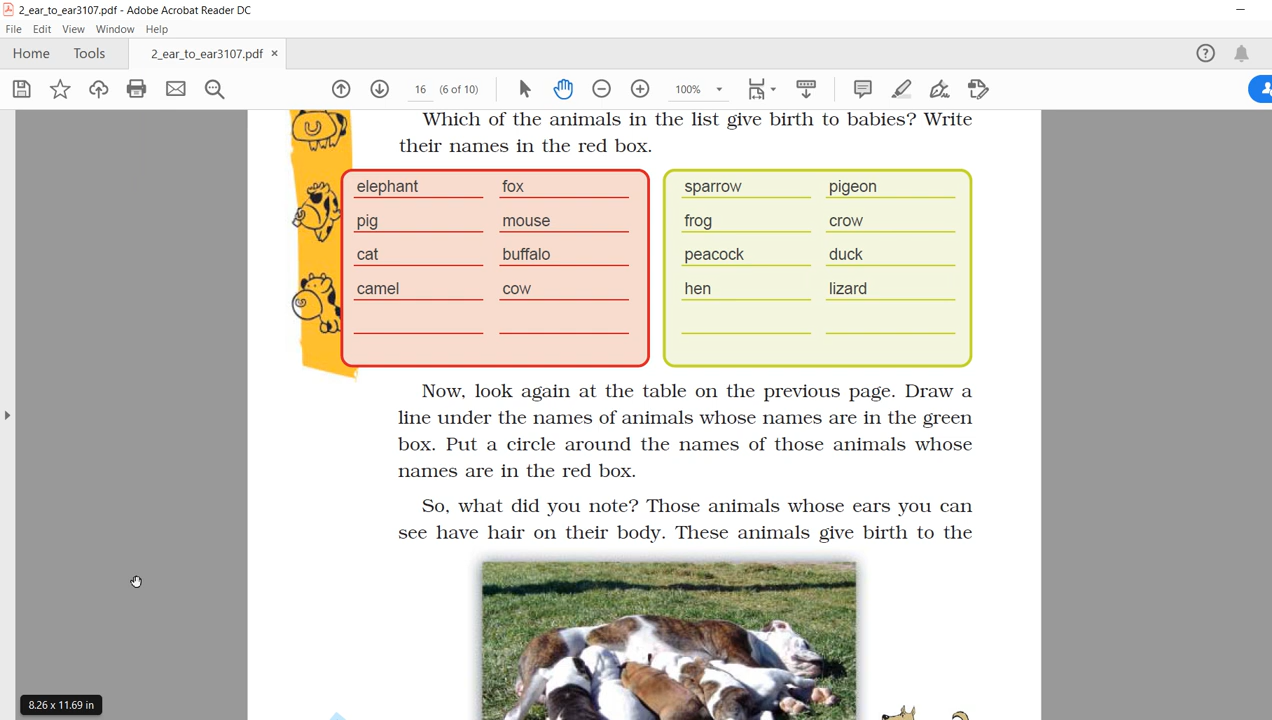 2_ear_to_ear3107.pdf - Adobe Acrobat Reader DC
File Edit View Window Help
Home Tools 2_ear_to_ear3107.pdf ×
16 (6 of 10) 100%
Which of the animals in the list give birth to babies? Write
their names in the red box.
elephant fox sparrow pigeon
pig mouse frog crow
cat buffalo peacock duck
camel cow hen lizard
Now, look again at the table on the previous page. Draw a
line under the names of animals whose names are in the green
box. Put a circle around the names of those animals whose
names are in the red box.
So, what did you note? Those animals whose ears you can
see have hair on their body. These animals give birth to the
8.26 x 11.69 in